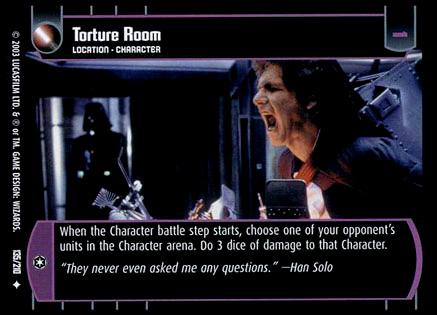 Torture Room
LOCATION - CHARACTER
When the Character battle step starts, choose one of your opponent's
units in the Character arena. Do 3 dice of damage to that Character.
"They never even asked me any questions." —Han Solo
© 2003 LUCASFILM LTD. & ® or TM. GAME DESIGN: WIZARDS.
135/210